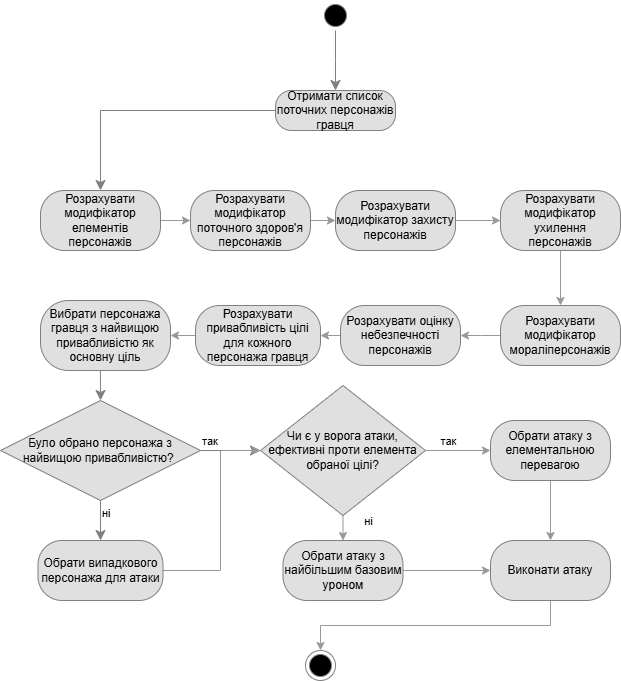 Отримати список
поточних персонажів
гравця
Розрахувати
модифікатор
елементів
персонажів
Розрахувати
модифікатор
поточного здоров'я
персонажів
Розрахувати
модифікатор захисту
персонажів
Розрахувати
модифікатор
ухилення
персонажів
Вибрати персонажа
гравця з найвищою
привабливістю як
основну ціль
Розрахувати
привабливість цілі
для кожного
персонажа гравця
Розрахувати оцінку
небезпечності
персонажів
Розрахувати
модифікатор
мораліперсонажів
Було обрано персонажа з
найвищою привабливістю?
так
Чи є у ворога атаки,
ефективні проти елемента
обраної цілі?
так
Обрати атаку з
елементальною
перевагою
ні
ні
Обрати випадкового
персонажа для атаки
Обрати атаку з
найбільшим базовим
уроном
Виконати атаку